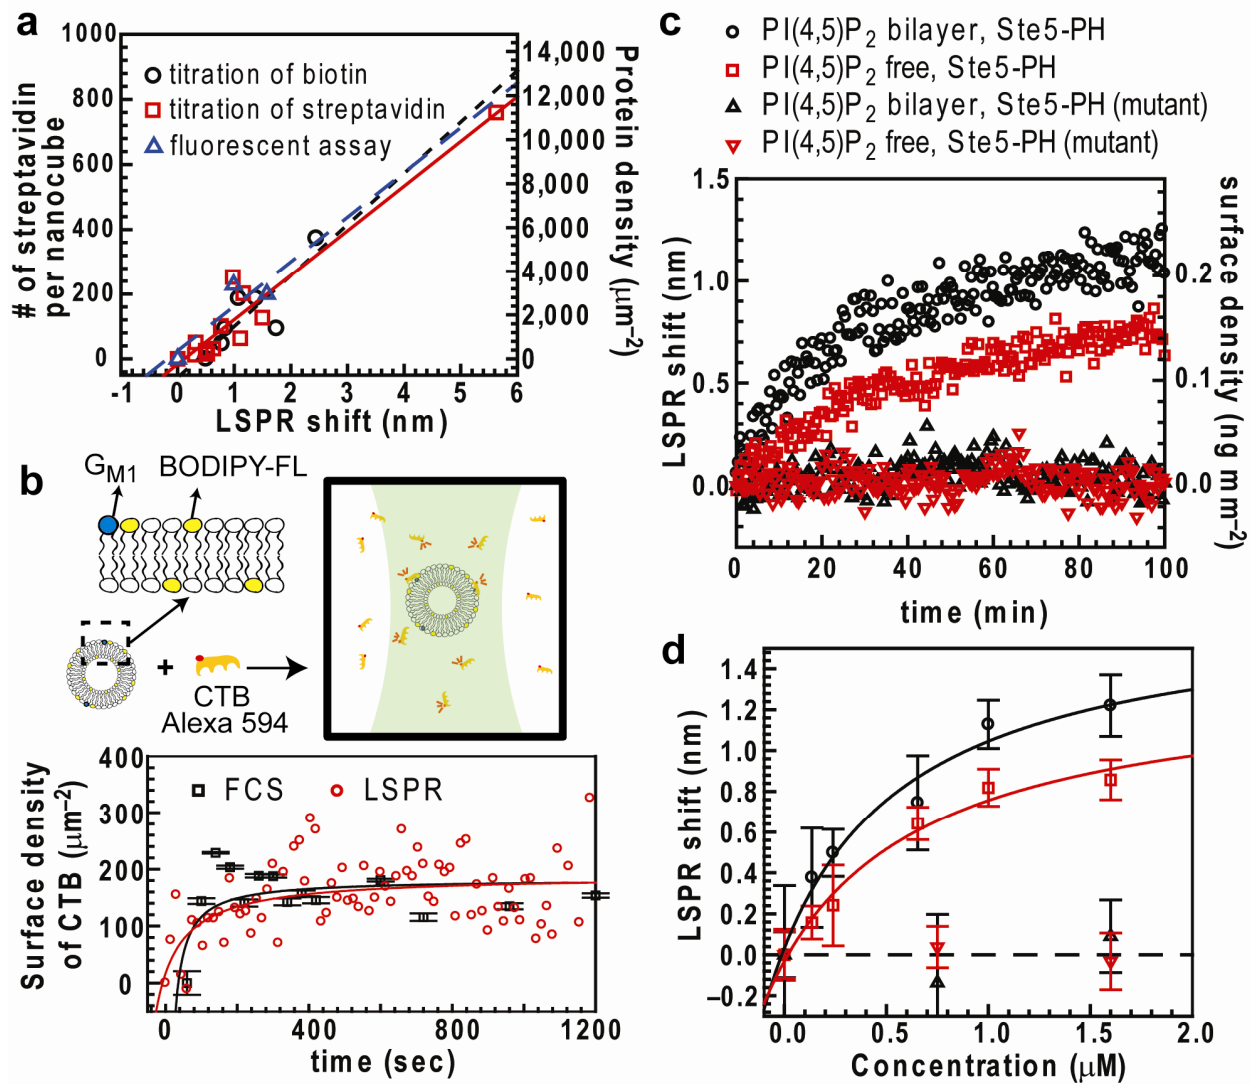 a
1000
800
600
400
200
0
# of streptavidin
per nanocube
titration of biotin
titration of streptavidin
fluorescent assay
14,000
12,000
10,000
8,000
6,000
4,000
2,000
0
Protein density (μm⁻²)
-1 0 1 2 3 4 5 6
LSPR shift (nm)
b
GM1
BODIPY-FL
+
CTB
Alexa 594
400
300
200
100
0
Surface density
of CTB (μm⁻²)
FCS
LSPR
0 400 800 1200
time (sec)
c
PI(4,5)P₂ bilayer, Ste5-PH
PI(4,5)P₂ free, Ste5-PH
PI(4,5)P₂ bilayer, Ste5-PH (mutant)
PI(4,5)P₂ free, Ste5-PH (mutant)
1.5
1.0
0.5
0.0
LSPR shift (nm)
0.2
0.1
0.0
surface density (ng mm⁻²)
0 20 40 60 80 100
time (min)
d
1.4
1.2
1.0
0.8
0.6
0.4
0.2
0.0
−0.2
LSPR shift (nm)
0.0 0.5 1.0 1.5 2.0
Concentration (μM)